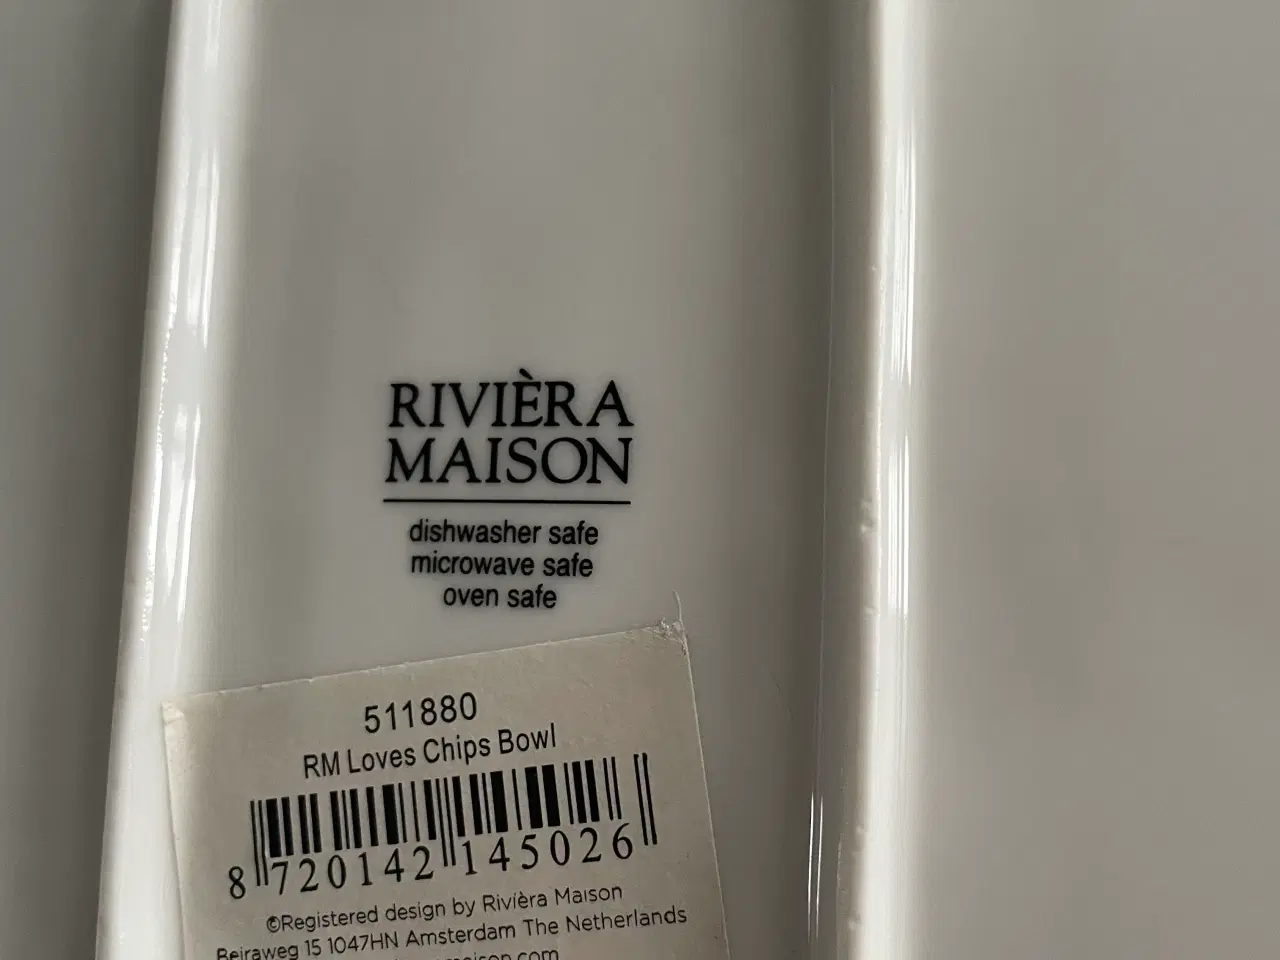 RIVIÈRA
MAISON
dishwasher safe
microwave safe
oven safe
511880
RM Loves Chips Bowl
8 720142 145026
©Registered design by Rivièra Maison
Beiraweg 15 1047HN Amsterdam The Netherlands